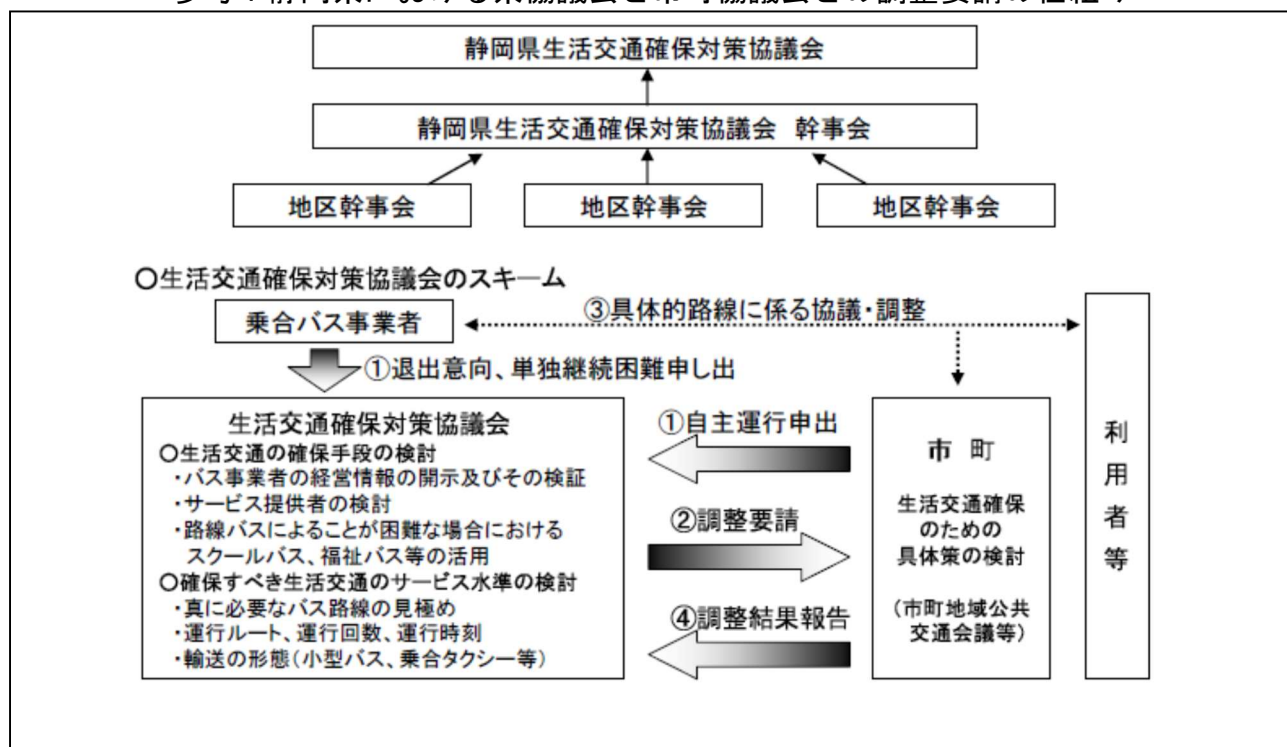 静岡県生活交通確保対策協議会
静岡県生活交通確保対策協議会 幹事会
地区幹事会
地区幹事会
地区幹事会
○生活交通確保対策協議会のスキーム
乗合バス事業者
③具体的路線に係る協議・調整
①退出意向、単独継続困難申し出
生活交通確保対策協議会
○生活交通の確保手段の検討
・バス事業者の経営情報の開示及びその検証
・サービス提供者の検討
・路線バスによることが困難な場合における
スクールバス、福祉バス等の活用
○確保すべき生活交通のサービス水準の検討
・真に必要なバス路線の見極め
・運行ルート、運行回数、運行時刻
・輸送の形態(小型バス、乗合タクシー等)
①自主運行申出
②調整要請
④調整結果報告
市 町
生活交通確保
のための
具体策の検討
(市町地域公共
交通会議等)
利用者等